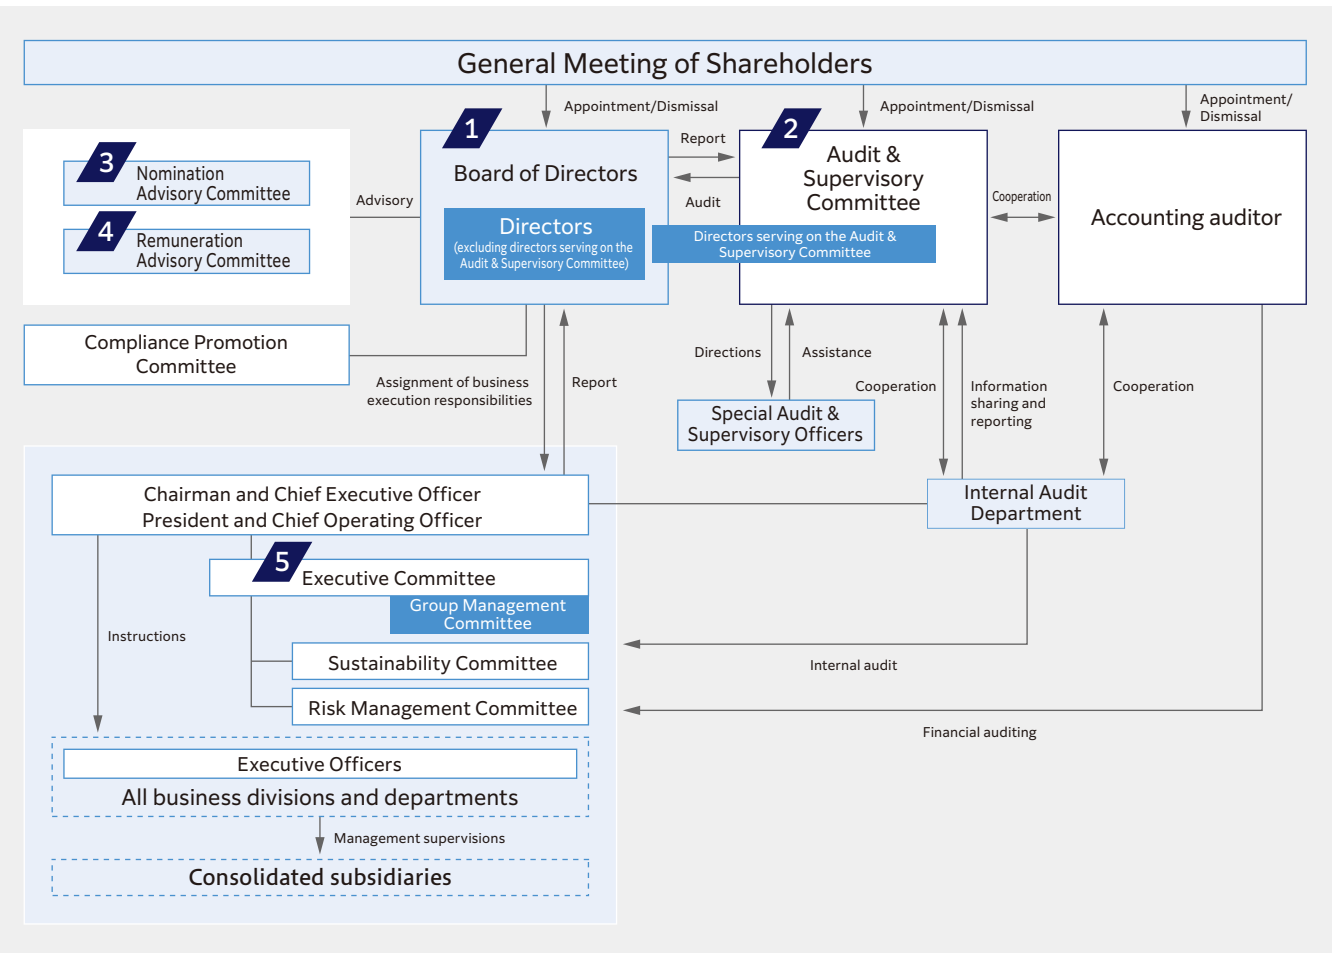 General Meeting of Shareholders
Appointment/Dismissal
Appointment/Dismissal
Appointment/
Dismissal
1
Board of Directors
Directors
(excluding directors serving on the
Audit & Supervisory Committee)
Report
Audit
2
Audit &
Supervisory
Committee
Directors serving on the Audit &
Supervisory Committee
Cooperation
Accounting auditor
3
Nomination
Advisory Committee
4
Remuneration
Advisory Committee
Advisory
Compliance Promotion
Committee
Assignment of business
execution responsibilities
Report
Directions
Assistance
Special Audit &
Supervisory Officers
Cooperation
Information
sharing and
reporting
Cooperation
Internal Audit
Department
Chairman and Chief Executive Officer
President and Chief Operating Officer
5
Executive Committee
Group Management
Committee
Instructions
Sustainability Committee
Risk Management Committee
Internal audit
Financial auditing
Executive Officers
All business divisions and departments
Management supervisions
Consolidated subsidiaries